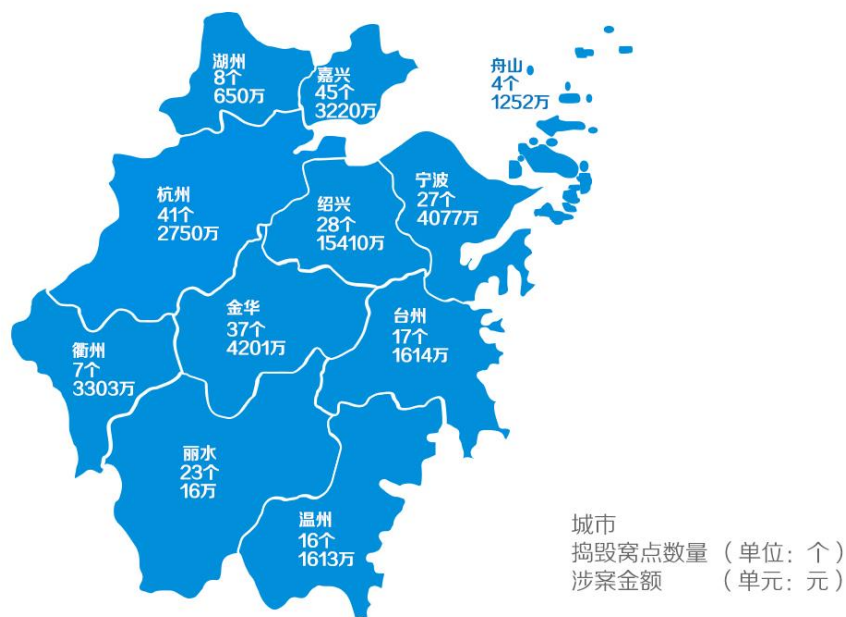 湖州
8个
650万
嘉兴
45个
3220万
舟山
4个
1252万
杭州
41个
2750万
绍兴
28个
15410万
宁波
27个
4077万
金华
37个
4201万
台州
17个
1614万
衢州
7个
3303万
丽水
23个
16万
温州
16个
1613万
城市
捣毁窝点数量（单位：个）
涉案金额 （单元：元）